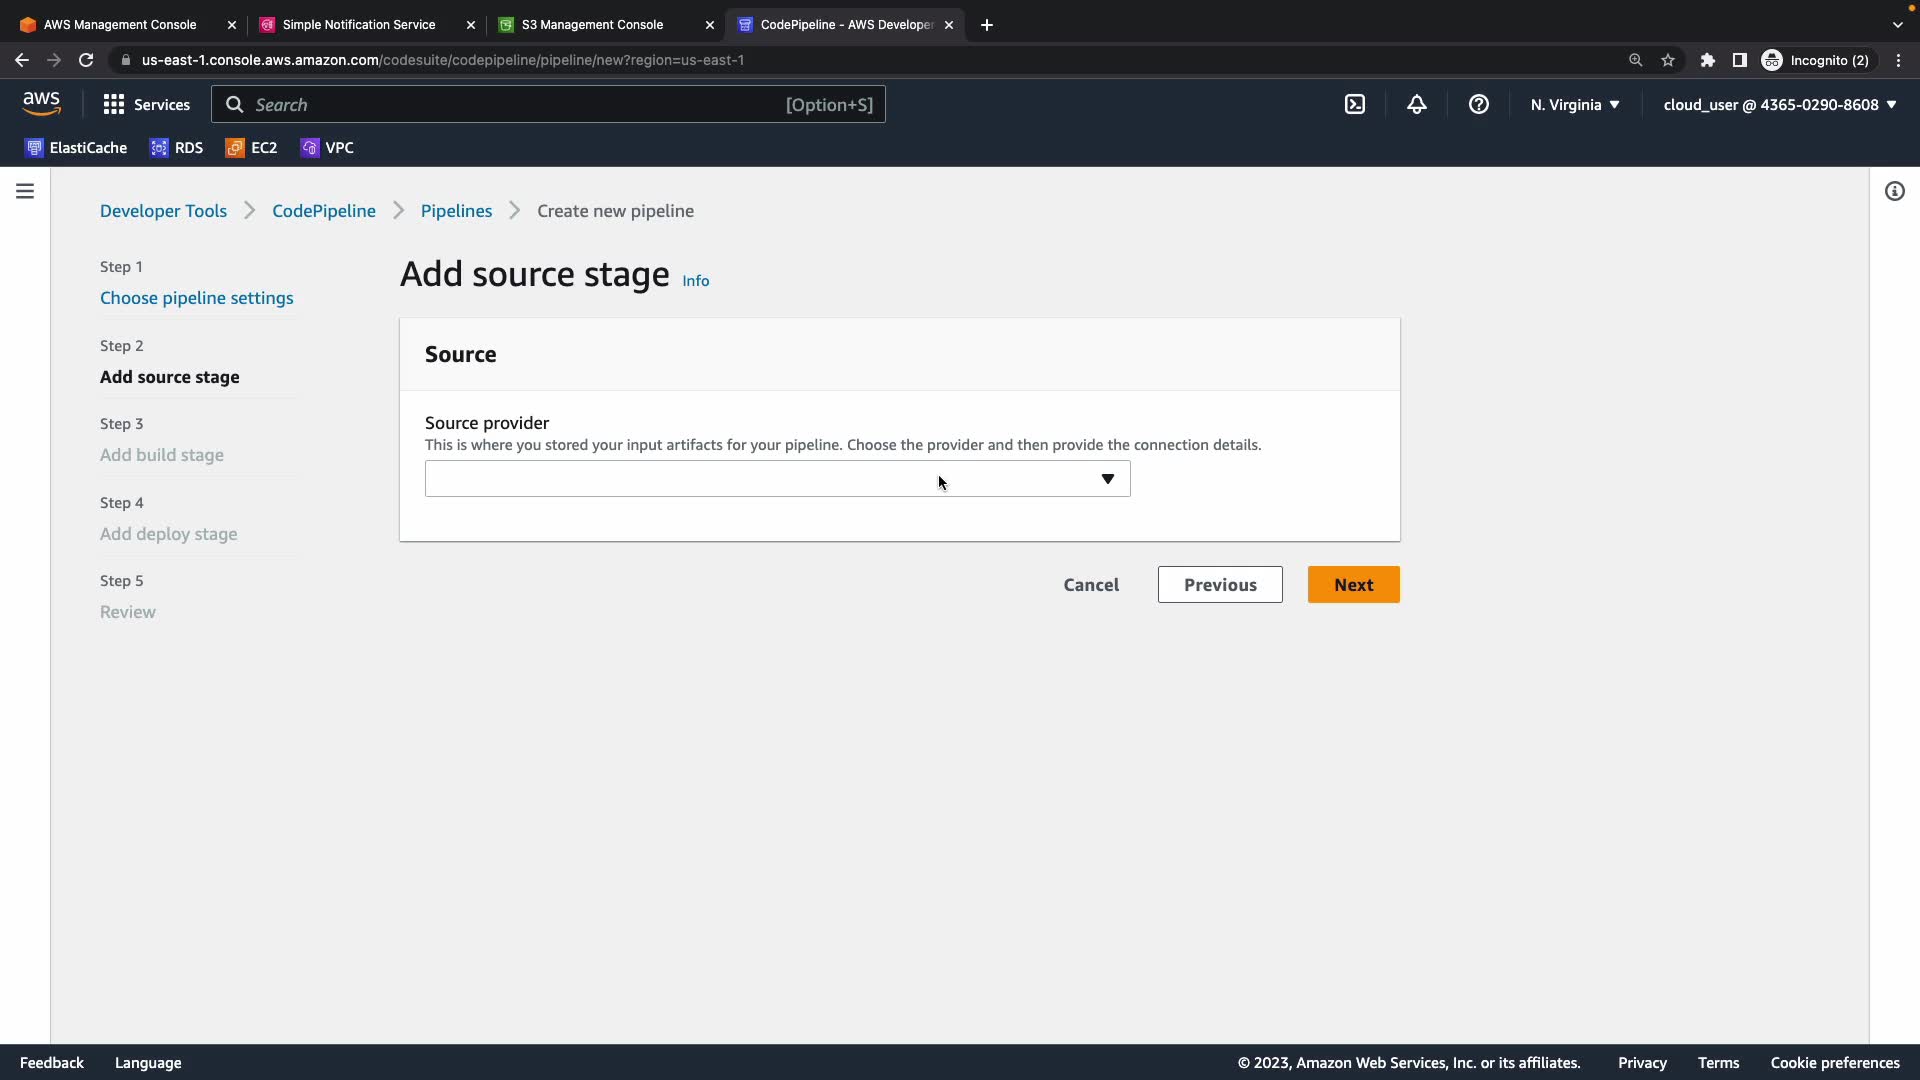 AWS Management Console
Simple Notification Service
S3 Management Console
CodePipeline - AWS Developer
us-east-1.console.aws.amazon.com/codesuite/codepipeline/pipeline/new?region=us-east-1
Incognito (2)
aws
Services
Search
[Option+S]
N. Virginia
cloud_user @ 4365-0290-8608
ElastiCache
RDS
EC2
VPC
Developer Tools
CodePipeline
Pipelines
Create new pipeline
Step 1
Choose pipeline settings
Step 2
Add source stage
Step 3
Add build stage
Step 4
Add deploy stage
Step 5
Review
Add source stage Info
Source
Source provider
This is where you stored your input artifacts for your pipeline. Choose the provider and then provide the connection details.
Cancel
Previous
Next
Feedback
Language
© 2023, Amazon Web Services, Inc. or its affiliates.
Privacy
Terms
Cookie preferences